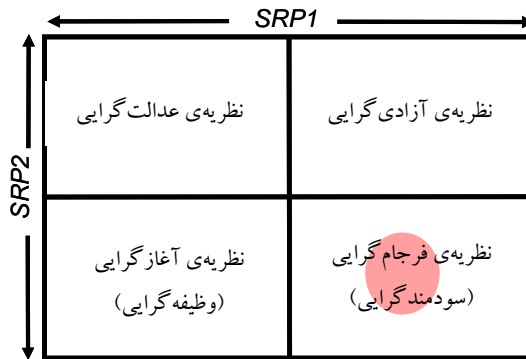 SRP1
SRP2
نظریه‌ی آزادی‌گرایی
نظریه‌ی عدالت‌گرایی
نظریه‌ی فرجام‌گرایی
(سودمندگرایی)
نظریه‌ی آغازگرایی
(وظیفه‌گرایی)